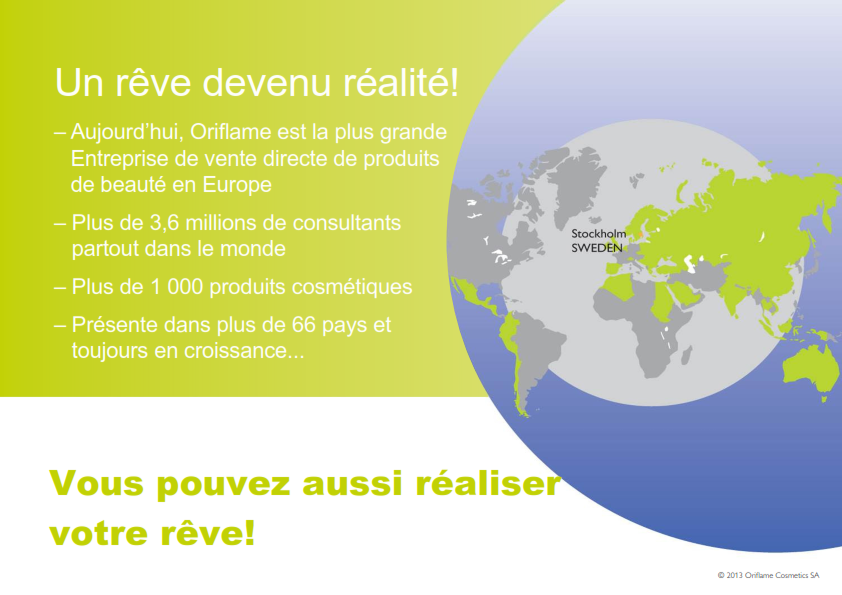 Un rêve devenu réalité!
– Aujourd'hui, Oriflame est la plus grande
Entreprise de vente directe de produits
de beauté en Europe
– Plus de 3,6 millions de consultants
partout dans le monde
– Plus de 1 000 produits cosmétiques
– Présente dans plus de 66 pays et
toujours en croissance...
Stockholm
SWEDEN
Vous pouvez aussi réaliser
votre rêve!
© 2013 Oriflame Cosmetics SA